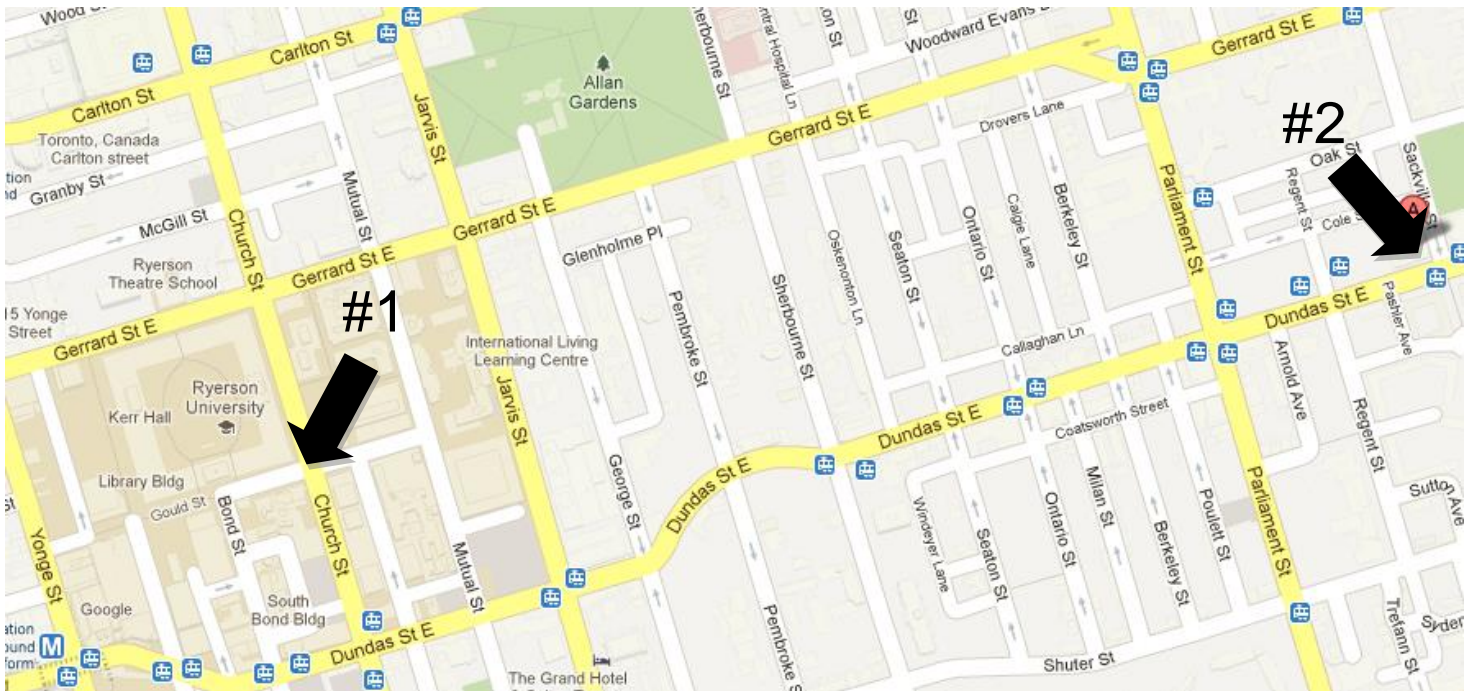 Carlton St
Carlton St
Toronto, Canada
Carlton street
Granby St
McGill St
Ryerson
Theatre School
Church St
Mutual St
Jarvis St
Allan
Gardens
Gerrard St E
Gerrard St E
Gerrard St E
Gerrard St E
Gerrard St E
Woodward Evans
Drovers Lane
Sherbourne St
Central Hospital Ln
#1
#2
Oak St
Regent St
Cole
Sackville St
A
Parliament St
Berkeley St
Calgie Lane
Ontario St
Seaton St
Oskenonton Ln
Sherbourne St
Glenholme Pl
Pembroke St
15 Yonge
Street
International Living
Learning Centre
Jarvis St
Ryerson
University
Kerr Hall
Library Bldg
Gould St
Bond St
Church St
Yonge St
Google
South
Bond Bldg
Mutual St
George St
Dundas St E
Dundas St E
Dundas St E
Dundas St E
Callaghan Ln
Coatsworth Street
Pashler Ave
Arnold Ave
Regent St
Sutton Ave
Parliament St
Poulett St
Berkeley St
Milan St
Ontario St
Seaton St
Windeyer Lane
Trefann St
Shuter St
Pembroke S
M
The Grand Hotel